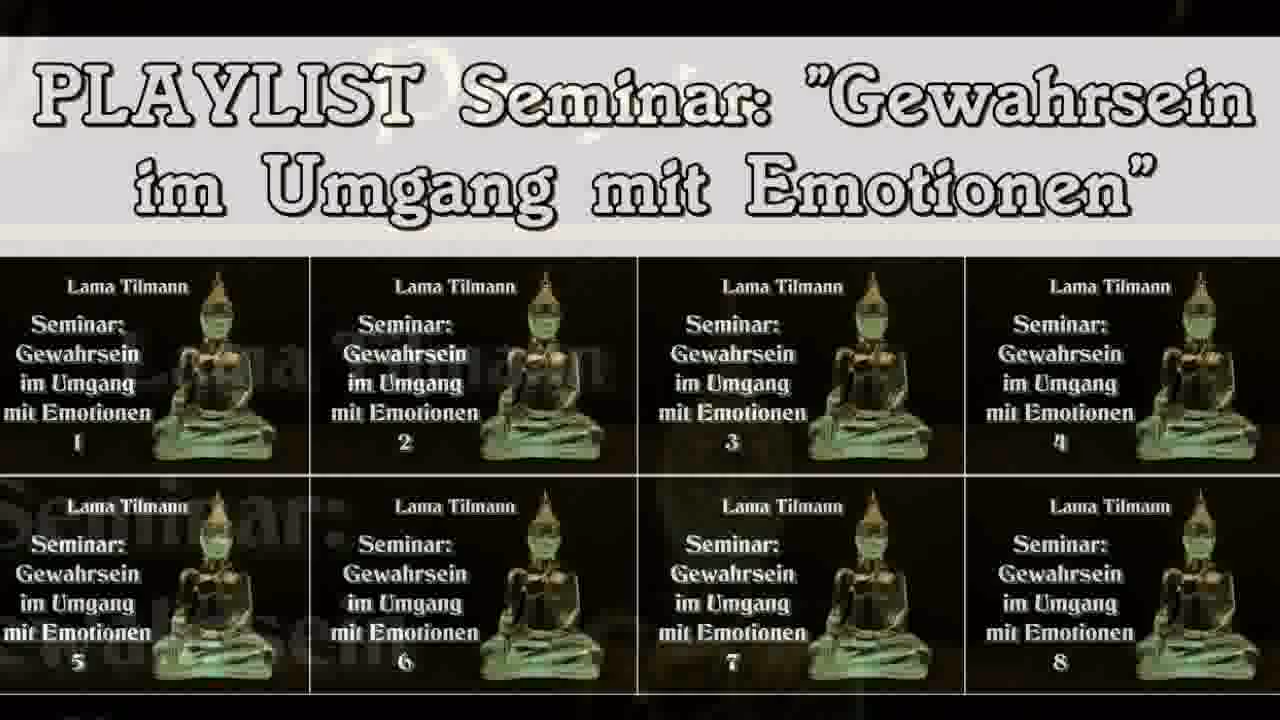 PLAYLIST Seminar: "Gewahrsein
im Umgang mit Emotionen"
Lama Tilmann
Seminar:
Gewahrsein
im Umgang
mit Emotionen
1
Lama Tilmann
Seminar:
Gewahrsein
im Umgang
mit Emotionen
2
Lama Tilmann
Seminar:
Gewahrsein
im Umgang
mit Emotionen
3
Lama Tilmann
Seminar:
Gewahrsein
im Umgang
mit Emotionen
4
Lama Tilmann
Seminar:
Gewahrsein
im Umgang
mit Emotionen
5
Lama Tilmann
Seminar:
Gewahrsein
im Umgang
mit Emotionen
6
Lama Tilmann
Seminar:
Gewahrsein
im Umgang
mit Emotionen
7
Lama Tilmann
Seminar:
Gewahrsein
im Umgang
mit Emotionen
8
Lama Tilmann
Seminar: